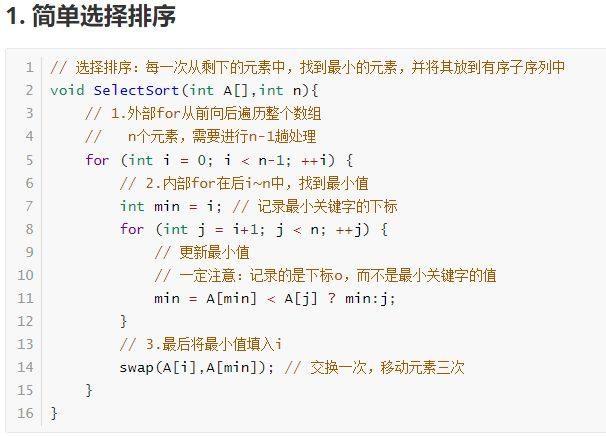 1. 简单选择排序
1 // 选择排序：每一次从剩下的元素中，找到最小的元素，并将其放到有序子序列中
2 void SelectSort(int A[],int n){
3     // 1.外部for从前向后遍历整个数组
4     //   n个元素，需要进行n-1趟处理
5     for (int i = 0; i < n-1; ++i) {
6         // 2.内部for在后i~n中，找到最小值
7         int min = i; // 记录最小关键字的下标
8         for (int j = i+1; j < n; ++j) {
9             // 更新最小值
10             // 一定注意：记录的是下标o，而不是最小关键字的值
11             min = A[min] < A[j] ? min:j;
12         }
13         // 3.最后将最小值填入i
14         swap(A[i],A[min]); // 交换一次，移动元素三次
15     }
16 }